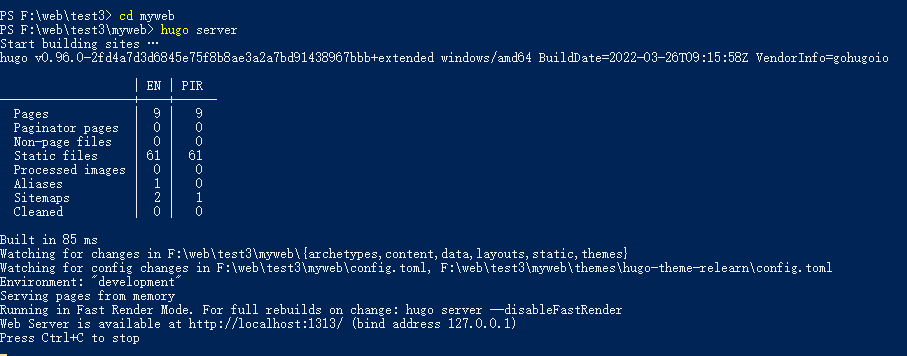 PS F:\web\test3> cd myweb
PS F:\web\test3\myweb> hugo server
Start building sites …
hugo v0.96.0-2fd4a7d3d6845e75f8b8ae3a2a7bd91438967bbb+extended windows/amd64 BuildDate=2022-03-26T09:15:58Z VendorInfo=gohugoio
| EN | PIR
Pages | 9 | 9
Paginator pages | 0 | 0
Non-page files | 0 | 0
Static files | 61 | 61
Processed images | 0 | 0
Aliases | 1 | 0
Sitemaps | 2 | 1
Cleaned | 0 | 0
Built in 85 ms
Watching for changes in F:\web\test3\myweb\{archetypes,content,data,layouts,static,themes}
Watching for config changes in F:\web\test3\myweb\config.toml, F:\web\test3\myweb\themes\hugo-theme-relearn\config.toml
Environment: "development"
Serving pages from memory
Running in Fast Render Mode. For full rebuilds on change: hugo server --disableFastRender
Web Server is available at http://localhost:1313/ (bind address 127.0.0.1)
Press Ctrl+C to stop